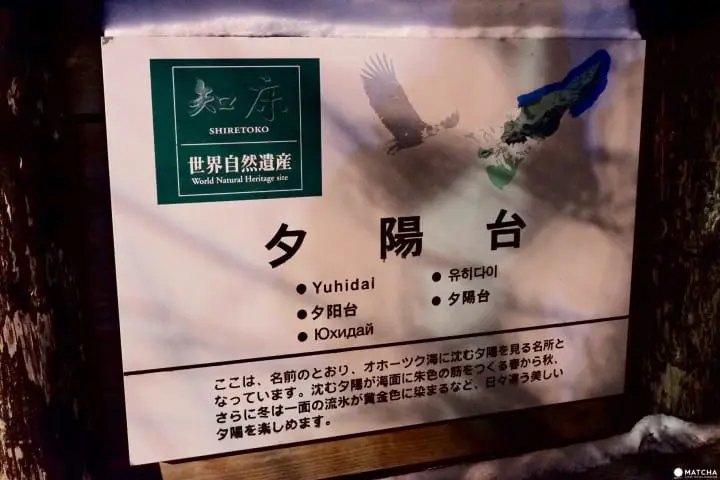 知床
SHIRETOKO
世界自然遺産
World Natural Heritage site
夕陽台
● Yuhidai
● 夕阳台
● Юхидай
● 유히다이
● 夕陽台
ここは、名前のとおり、オホーツク海に沈む夕陽を見る名所と
なっています。沈む夕陽が海面に朱色の筋をつくる春から秋、
さらに冬は一面の流氷が黄金色に染まるなど、日々違う美しい
夕陽を楽しめます。
MATCHA